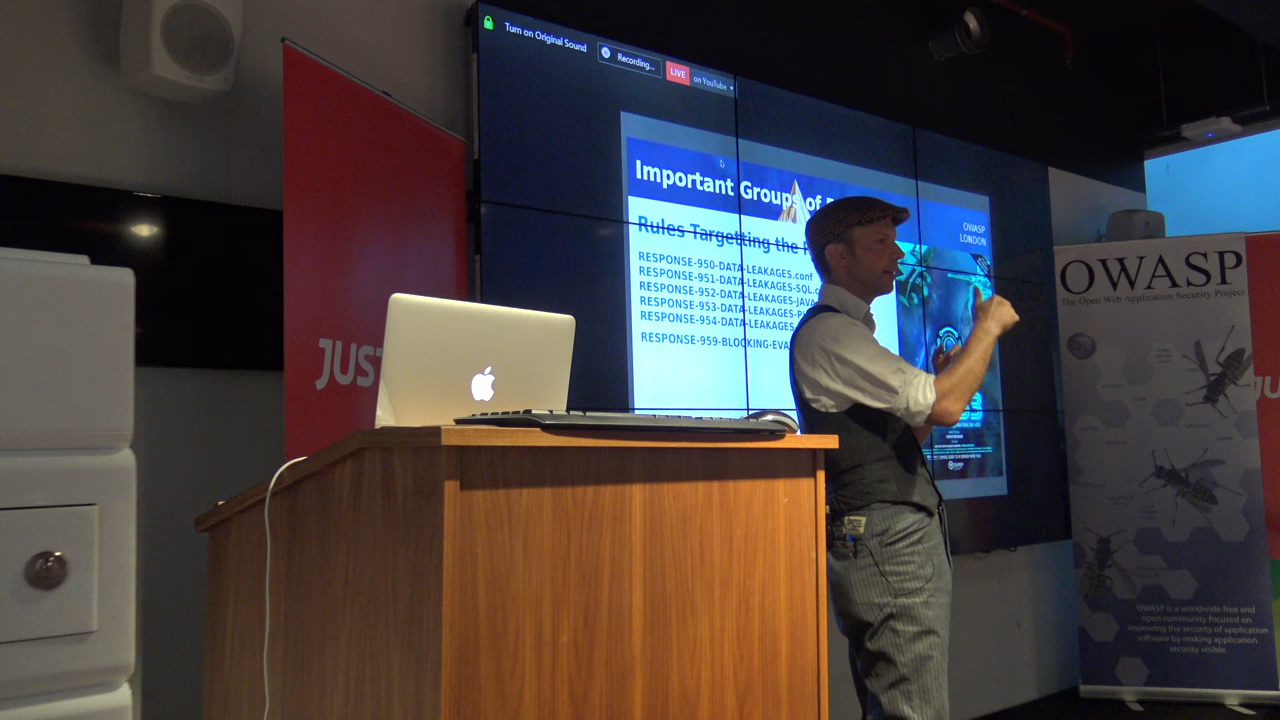 Turn on Original Sound
Recording...
LIVE on YouTube
Important Groups of
Rules Targetting the
OWASP
LONDON
RESPONSE-950-DATA-LEAKAGES.conf
RESPONSE-951-DATA-LEAKAGES-SQL.c
RESPONSE-952-DATA-LEAKAGES-JAVA
RESPONSE-953-DATA-LEAKAGES-PH
RESPONSE-954-DATA-LEAKAGES-
RESPONSE-959-BLOCKING-EVA
JUST
OWASP
The Open Web Application Security Project
JU
OWASP is a worldwide free and
open community focused on
improving the security of application
software by making application
security visible.